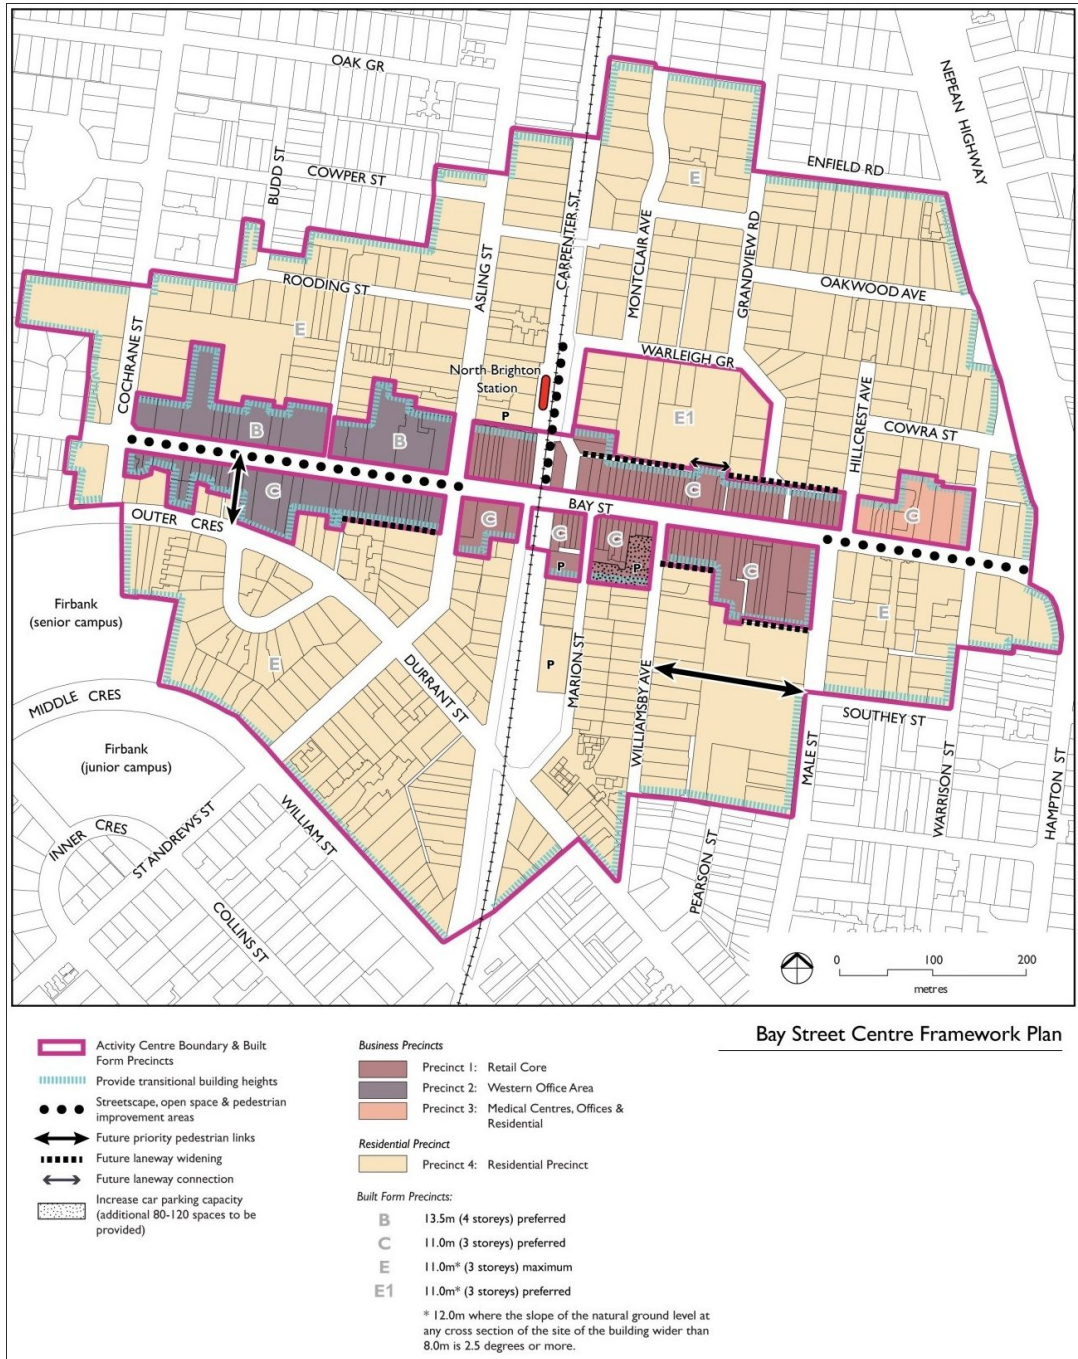 OAK GR
NEPEAN HIGHWAY
BUDD ST
COWPER ST
ENFIELD RD
E
CARPENTER ST
MONTCLAIR AVE
GRANDVIEW RD
ASLING ST
ROODING ST
OAKWOOD AVE
E
COCHRANE ST
WARLEIGH GR
North Brighton
Station
P
E1
HILLCREST AVE
COWRA ST
B
B
C
C
C
BAY ST
OUTER CRES
C
C
C
P
P
C
E
Firbank
(senior campus)
E
P
DURRANT ST
MARION ST
WILLIAMSBY AVE
MIDDLE CRES
SOUTHEY ST
Firbank
(junior campus)
MALE ST
WARRISON ST
HAMPTON ST
INNER CRES
ST ANDREWS ST
WILLIAM ST
PEARSON ST
COLLINS ST
0 100 200
metres
Bay Street Centre Framework Plan
Activity Centre Boundary & Built
Form Precincts
Provide transitional building heights
Streetscape, open space & pedestrian
improvement areas
Future priority pedestrian links
Future laneway widening
Future laneway connection
Increase car parking capacity
(additional 80-120 spaces to be
provided)
Business Precincts
Precinct 1: Retail Core
Precinct 2: Western Office Area
Precinct 3: Medical Centres, Offices &
Residential
Residential Precinct
Precinct 4: Residential Precinct
Built Form Precincts:
B 13.5m (4 storeys) preferred
C 11.0m (3 storeys) preferred
E 11.0m* (3 storeys) maximum
E1 11.0m* (3 storeys) preferred
* 12.0m where the slope of the natural ground level at
any cross section of the site of the building wider than
8.0m is 2.5 degrees or more.